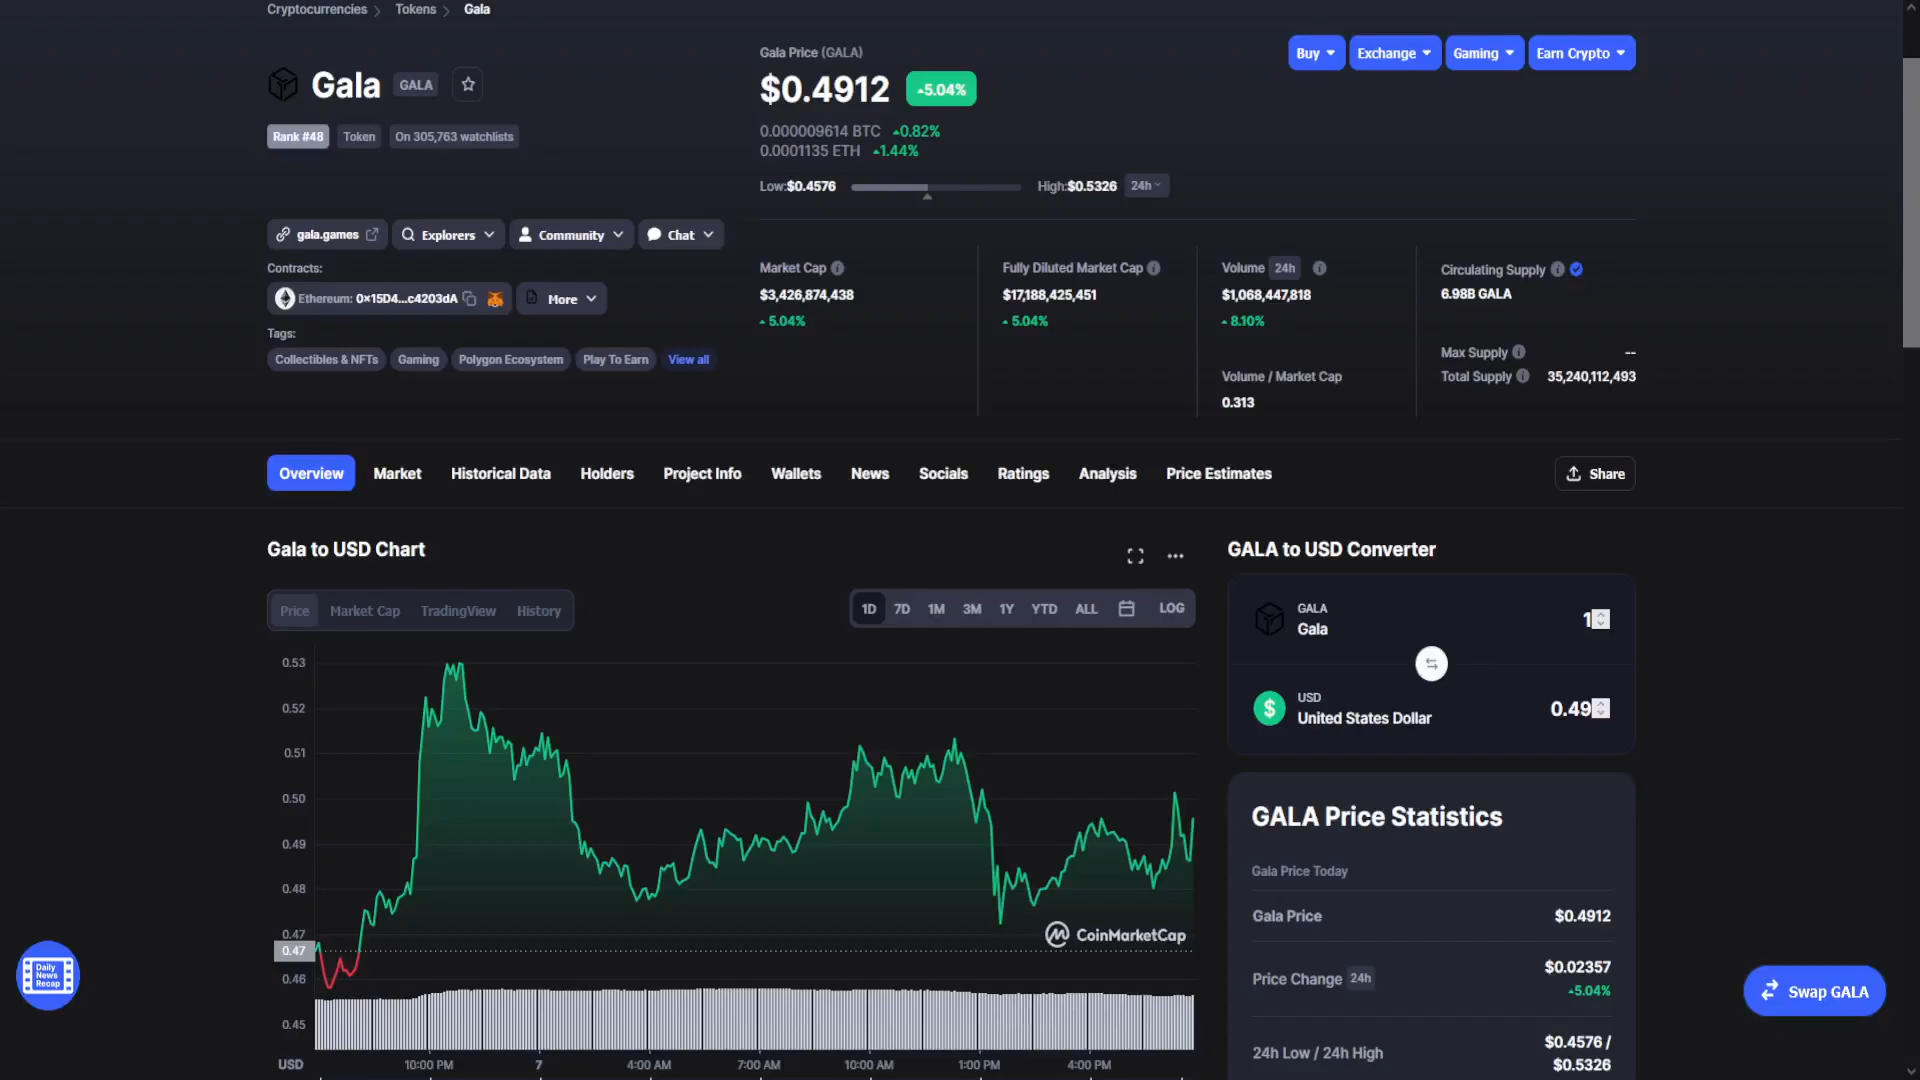 Cryptocurrencies Tokens Gala
Gala GALA
Rank #48 Token On 305,763 watchlists
Gala Price (GALA)
$0.4912 5.04%
0.000009614 BTC 0.82%
0.0001135 ETH 1.44%
Low:$0.4576 High:$0.5326 24h
Buy Exchange Gaming Earn Crypto
gala.games Explorers Community Chat
Contracts:
Ethereum: 0x15D4...c4203dA More
Tags:
Collectibles & NFTs Gaming Polygon Ecosystem Play To Earn View all
Market Cap
$3,426,874,438
5.04%
Fully Diluted Market Cap
$17,188,425,451
5.04%
Volume 24h
$1,068,447,818
8.10%
Volume / Market Cap
0.313
Circulating Supply
6.98B GALA
Max Supply --
Total Supply 35,240,112,493
Overview Market Historical Data Holders Project Info Wallets News Socials Ratings Analysis Price Estimates Share
Gala to USD Chart
Price Market Cap TradingView History
1D 7D 1M 3M 1Y YTD ALL LOG
0.53
0.52
0.51
0.50
0.49
0.48
0.47
0.47
0.46
0.45
CoinMarketCap
USD 10:00 PM 7 4:00 AM 7:00 AM 10:00 AM 1:00 PM 4:00 PM
GALA to USD Converter
GALA
Gala 1
USD
United States Dollar 0.49
GALA Price Statistics
Gala Price Today
Gala Price $0.4912
Price Change 24h $0.02357
5.04%
24h Low / 24h High $0.4576 /
$0.5326
Daily
News
Recap
Swap GALA